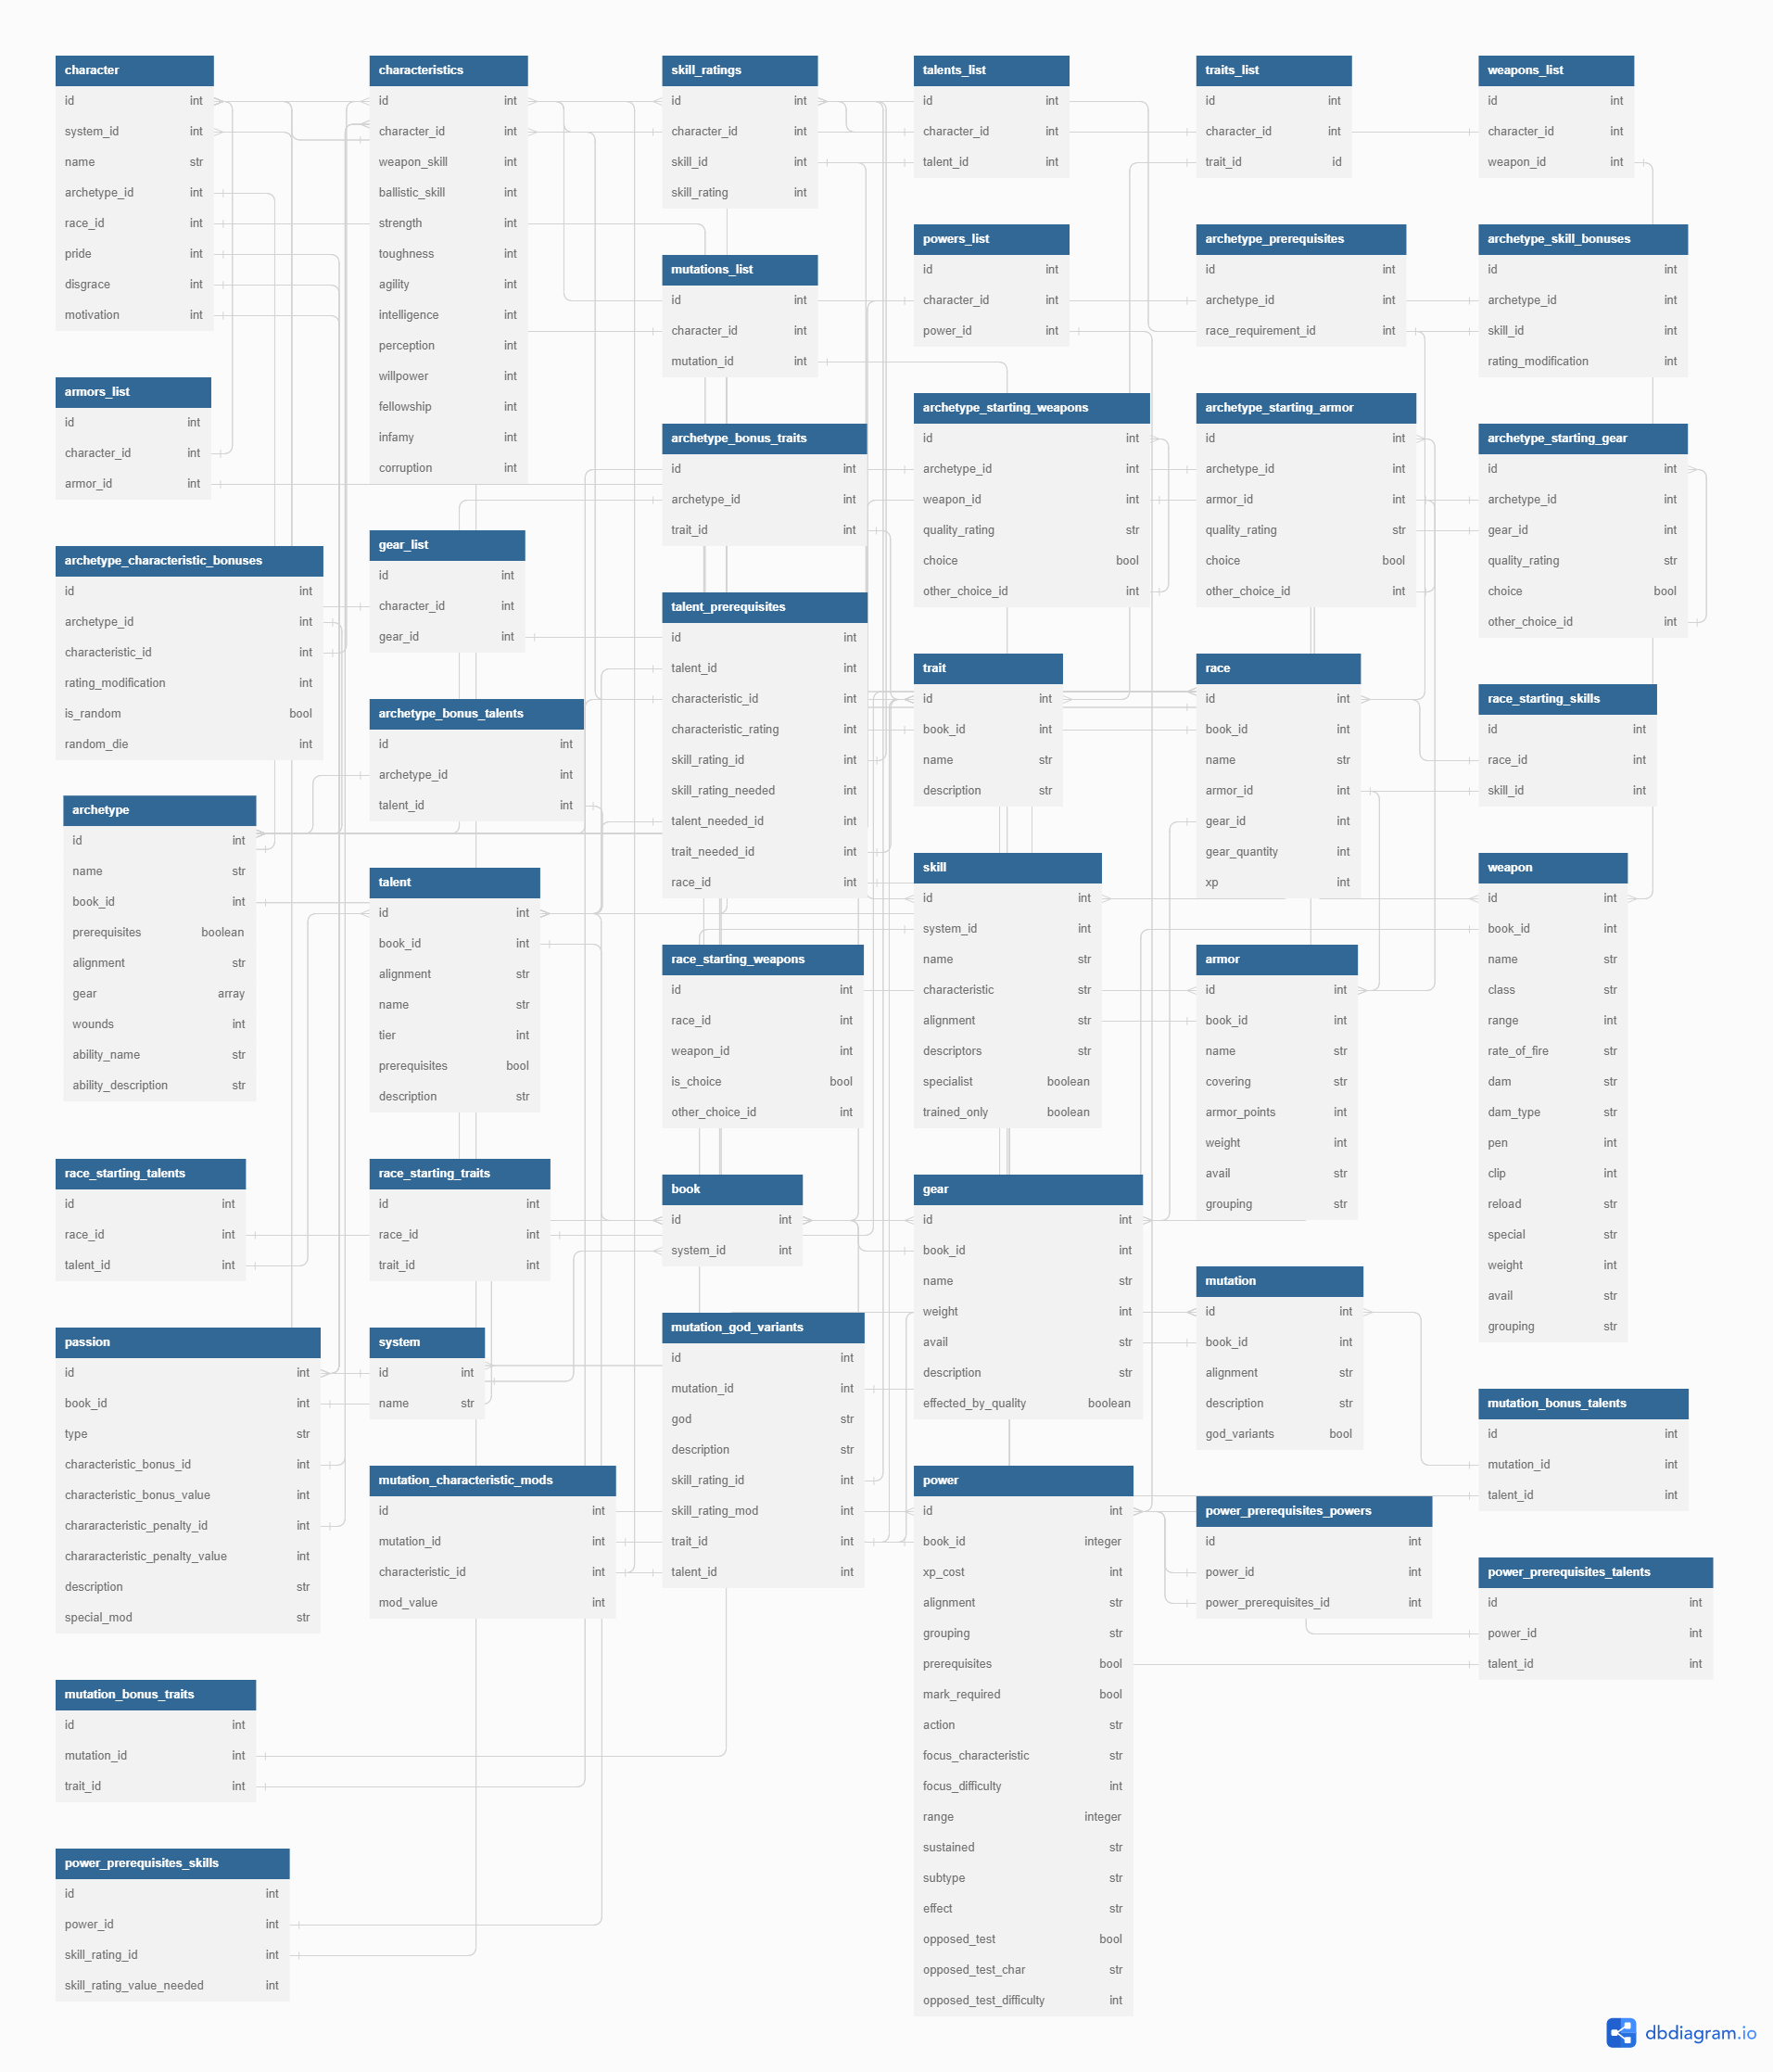 character
id int
system_id int
name str
archetype_id int
race_id int
pride int
disgrace int
motivation int
armors_list
id int
character_id int
armor_id int
archetype_characteristic_bonuses
id int
archetype_id int
characteristic_id int
rating_modification int
is_random bool
random_die int
archetype
id int
name str
book_id int
prerequisites boolean
alignment str
gear array
wounds int
ability_name str
ability_description str
race_starting_talents
id int
race_id int
talent_id int
passion
id int
book_id int
type str
characteristic_bonus_id int
characteristic_bonus_value int
chararacteristic_penalty_id int
chararacteristic_penalty_value int
description str
special_mod str
mutation_bonus_traits
id int
mutation_id int
trait_id int
power_prerequisites_skills
id int
power_id int
skill_rating_id int
skill_rating_value_needed int
characteristics
id int
character_id int
weapon_skill int
ballistic_skill int
strength int
toughness int
agility int
intelligence int
perception int
willpower int
fellowship int
infamy int
corruption int
gear_list
id int
character_id int
gear_id int
archetype_bonus_talents
id int
archetype_id int
talent_id int
talent
id int
book_id int
alignment str
name str
tier int
prerequisites bool
description str
race_starting_traits
id int
race_id int
trait_id int
system
id int
name str
mutation_characteristic_mods
id int
mutation_id int
characteristic_id int
mod_value int
skill_ratings
id int
character_id int
skill_id int
skill_rating int
mutations_list
id int
character_id int
mutation_id int
archetype_bonus_traits
id int
archetype_id int
trait_id int
talent_prerequisites
id int
talent_id int
characteristic_id int
characteristic_rating int
skill_rating_id int
skill_rating_needed int
talent_needed_id int
trait_needed_id int
race_id int
race_starting_weapons
id int
race_id int
weapon_id int
is_choice bool
other_choice_id int
book
id int
system_id int
mutation_god_variants
id int
mutation_id int
god str
description str
skill_rating_id int
skill_rating_mod int
trait_id int
talent_id int
talents_list
id int
character_id int
talent_id int
powers_list
id int
character_id int
power_id int
archetype_starting_weapons
id int
archetype_id int
weapon_id int
quality_rating str
choice bool
other_choice_id int
trait
id int
book_id int
name str
description str
skill
id int
system_id int
name str
characteristic str
alignment str
descriptors str
specialist boolean
trained_only boolean
gear
id int
book_id int
name str
weight int
avail str
description str
effected_by_quality boolean
power
id int
book_id integer
xp_cost int
alignment str
grouping str
prerequisites bool
mark_required bool
action str
focus_characteristic str
focus_difficulty int
range integer
sustained str
subtype str
effect str
opposed_test bool
opposed_test_char str
opposed_test_difficulty int
traits_list
id int
character_id int
trait_id id
archetype_prerequisites
id int
archetype_id int
race_requirement_id int
archetype_starting_armor
id int
archetype_id int
armor_id int
quality_rating str
choice bool
other_choice_id int
race
id int
book_id int
name str
armor_id int
gear_id int
gear_quantity int
xp int
armor
id int
book_id int
name str
covering str
armor_points int
weight int
avail str
grouping str
mutation
id int
book_id int
alignment str
description str
god_variants bool
power_prerequisites_powers
id int
power_id int
power_prerequisites_id int
weapons_list
id int
character_id int
weapon_id int
archetype_skill_bonuses
id int
archetype_id int
skill_id int
rating_modification int
archetype_starting_gear
id int
archetype_id int
gear_id int
quality_rating str
choice bool
other_choice_id int
race_starting_skills
id int
race_id int
skill_id int
weapon
id int
book_id int
name str
class str
range int
rate_of_fire str
dam int
dam_type str
pen int
clip int
reload str
special str
weight int
avail str
grouping str
mutation_bonus_talents
id int
mutation_id int
talent_id int
power_prerequisites_talents
id int
power_id int
talent_id int
dbdiagram.io